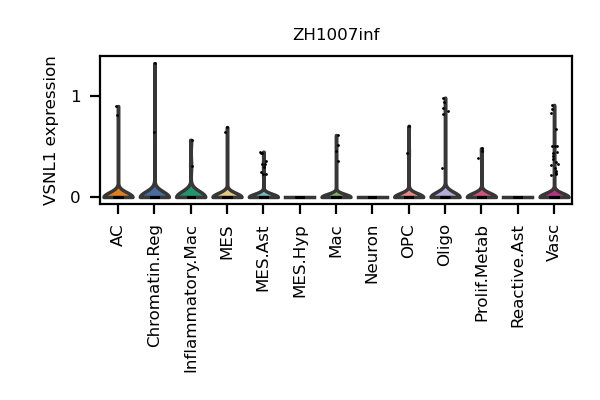 ZH1007inf
VSNL1 expression
1
0
AC
Chromatin.Reg
Inflammatory.Mac
MES
MES.Ast
MES.Hyp
Mac
Neuron
OPC
Oligo
Prolif.Metab
Reactive.Ast
Vasc